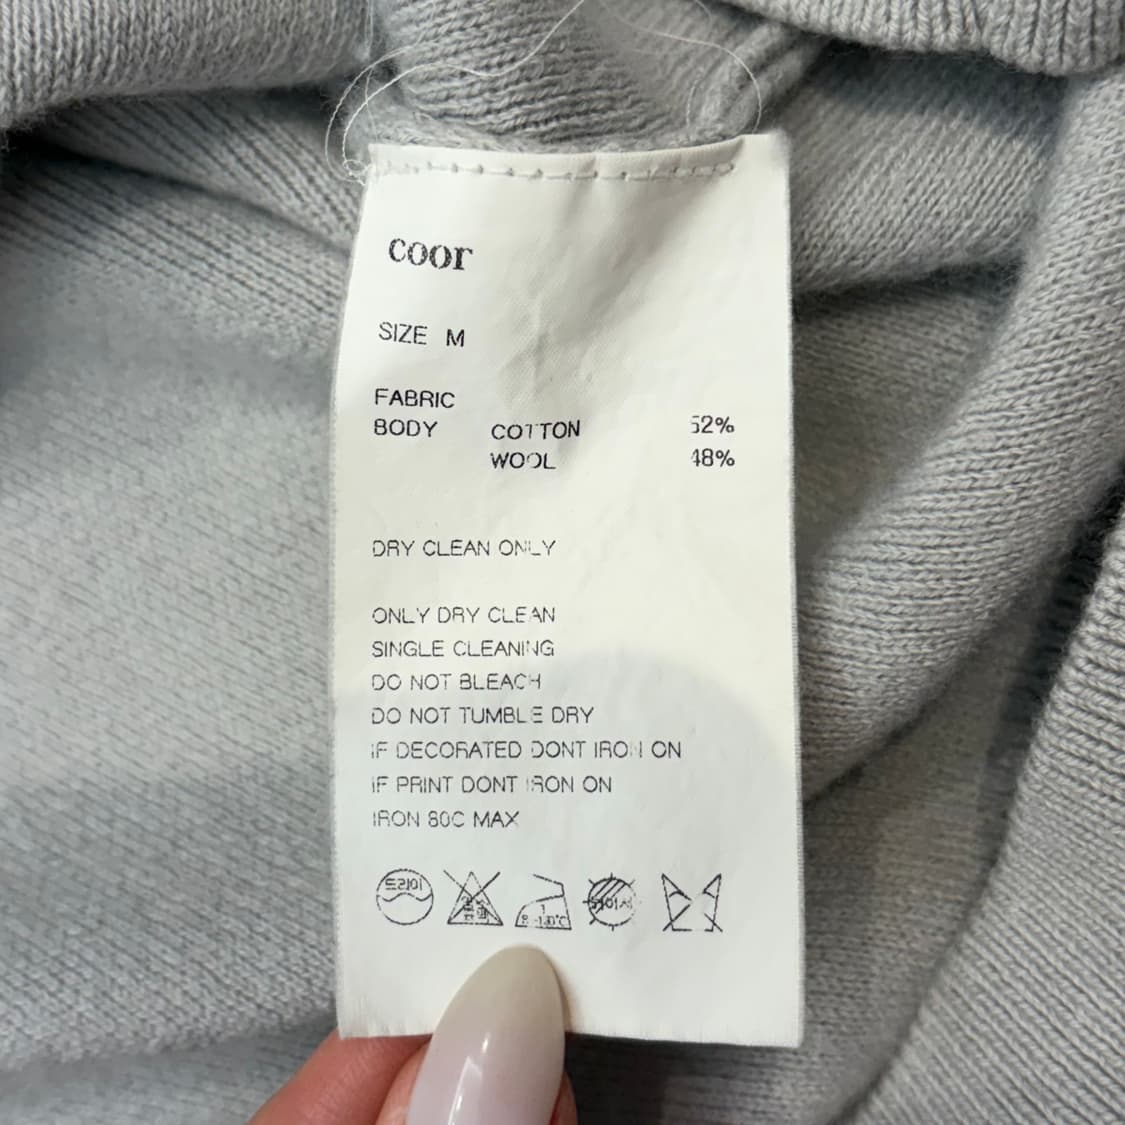 coor
SIZE M
FABRIC
BODY COTTON 52%
WOOL 48%
DRY CLEAN ONLY
ONLY DRY CLEAN
SINGLE CLEANING
DO NOT BLEACH
DO NOT TUMBLE DRY
IF DECORATED DONT IRON ON
IF PRINT DONT IRON ON
IRON 80C MAX
드라이